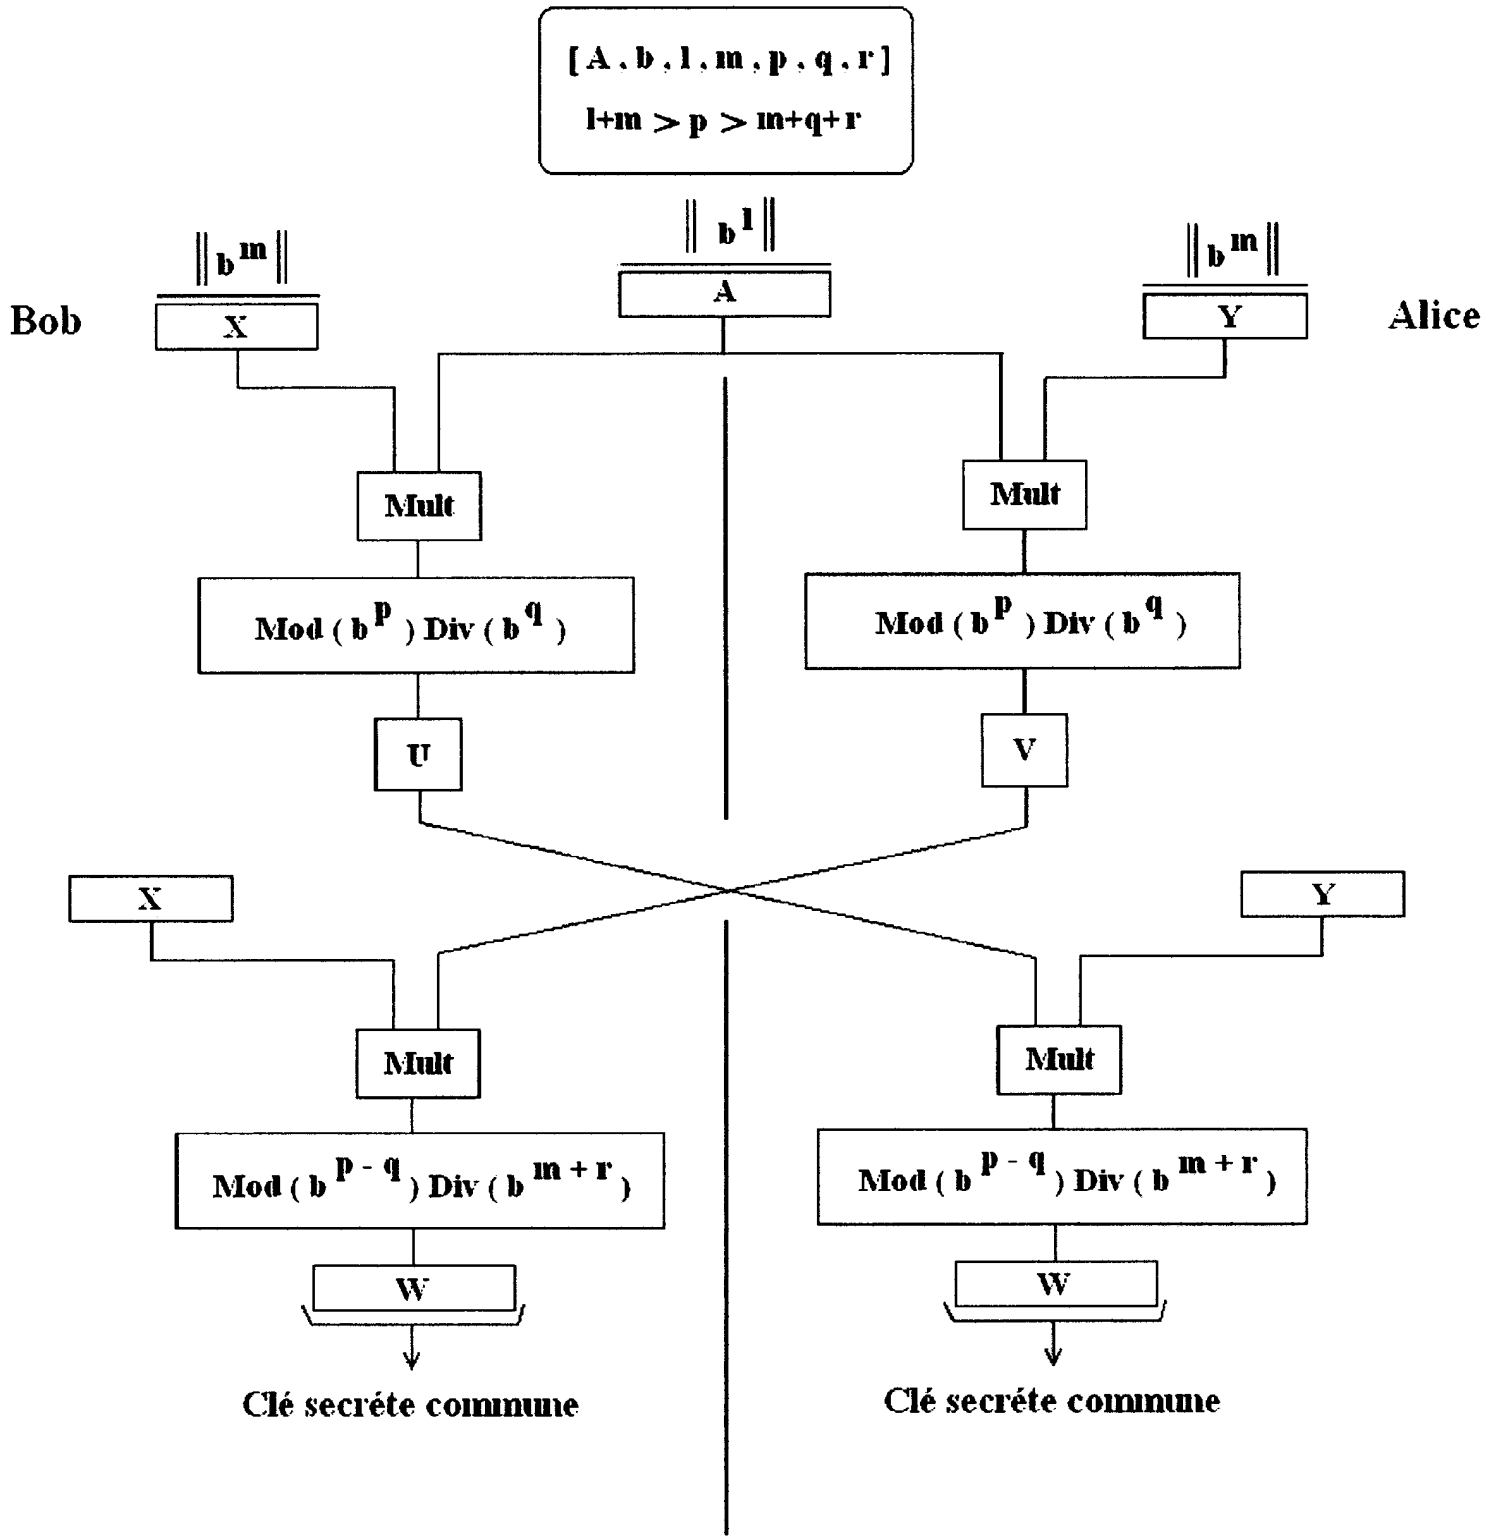 [ A , b , l , m , p , q , r ]
l+m > p > m+q+r
‖ b^l ‖
‖ b^m ‖
‖ b^m ‖
A
Bob
X
Y
Alice
Mult
Mult
Mod ( b^p ) Div ( b^q )
Mod ( b^p ) Div ( b^q )
U
V
X
Y
Mult
Mult
Mod ( b^p - q ) Div ( b^m + r )
Mod ( b^p - q ) Div ( b^m + r )
W
W
Clé secréte commune
Clé secréte commune